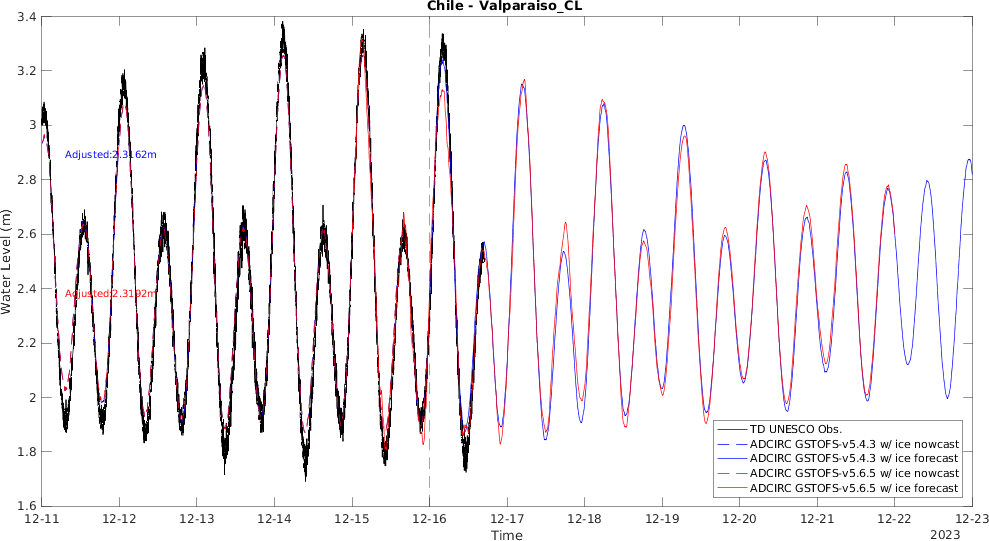 Chile - Valparaiso_CL
3.4
3.2
3
2.8
2.6
2.4
2.2
2
1.8
1.6
Water Level (m)
Adjusted:2.3162m
Adjusted:2.3192m
TD UNESCO Obs.
ADCIRC GSTOFS-v5.4.3 w/ ice nowcast
ADCIRC GSTOFS-v5.4.3 w/ ice forecast
ADCIRC GSTOFS-v5.6.5 w/ ice nowcast
ADCIRC GSTOFS-v5.6.5 w/ ice forecast
12-11 12-12 12-13 12-14 12-15 12-16 12-17 12-18 12-19 12-20 12-21 12-22 12-23
Time
2023